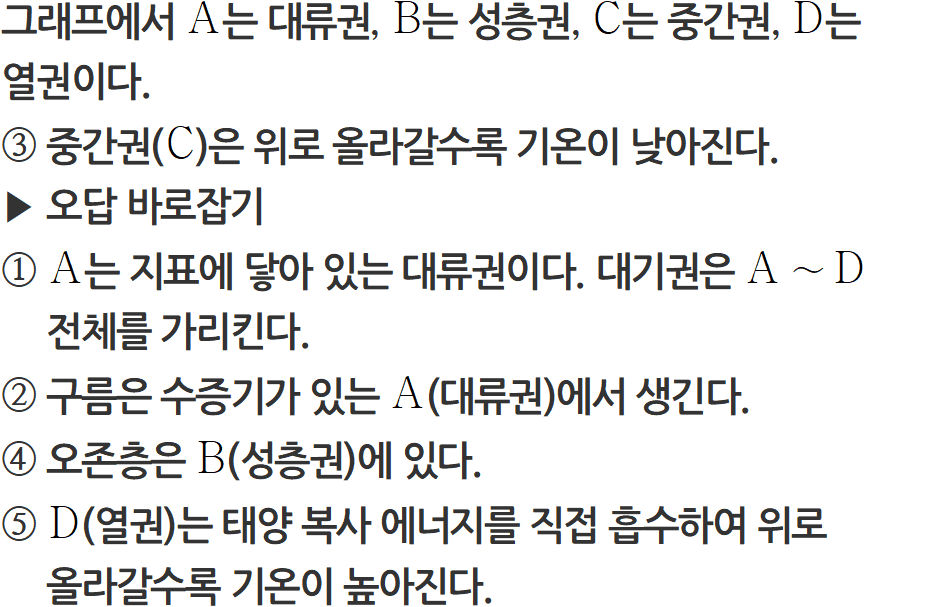 그래프에서 A는 대류권, B는 성층권, C는 중간권, D는
열권이다.
③ 중간권(C)은 위로 올라갈수록 기온이 낮아진다.
▶ 오답 바로잡기
① A는 지표에 닿아 있는 대류권이다. 대기권은 A ~ D
전체를 가리킨다.
② 구름은 수증기가 있는 A(대류권)에서 생긴다.
④ 오존층은 B(성층권)에 있다.
⑤ D(열권)는 태양 복사 에너지를 직접 흡수하여 위로
올라갈수록 기온이 높아진다.